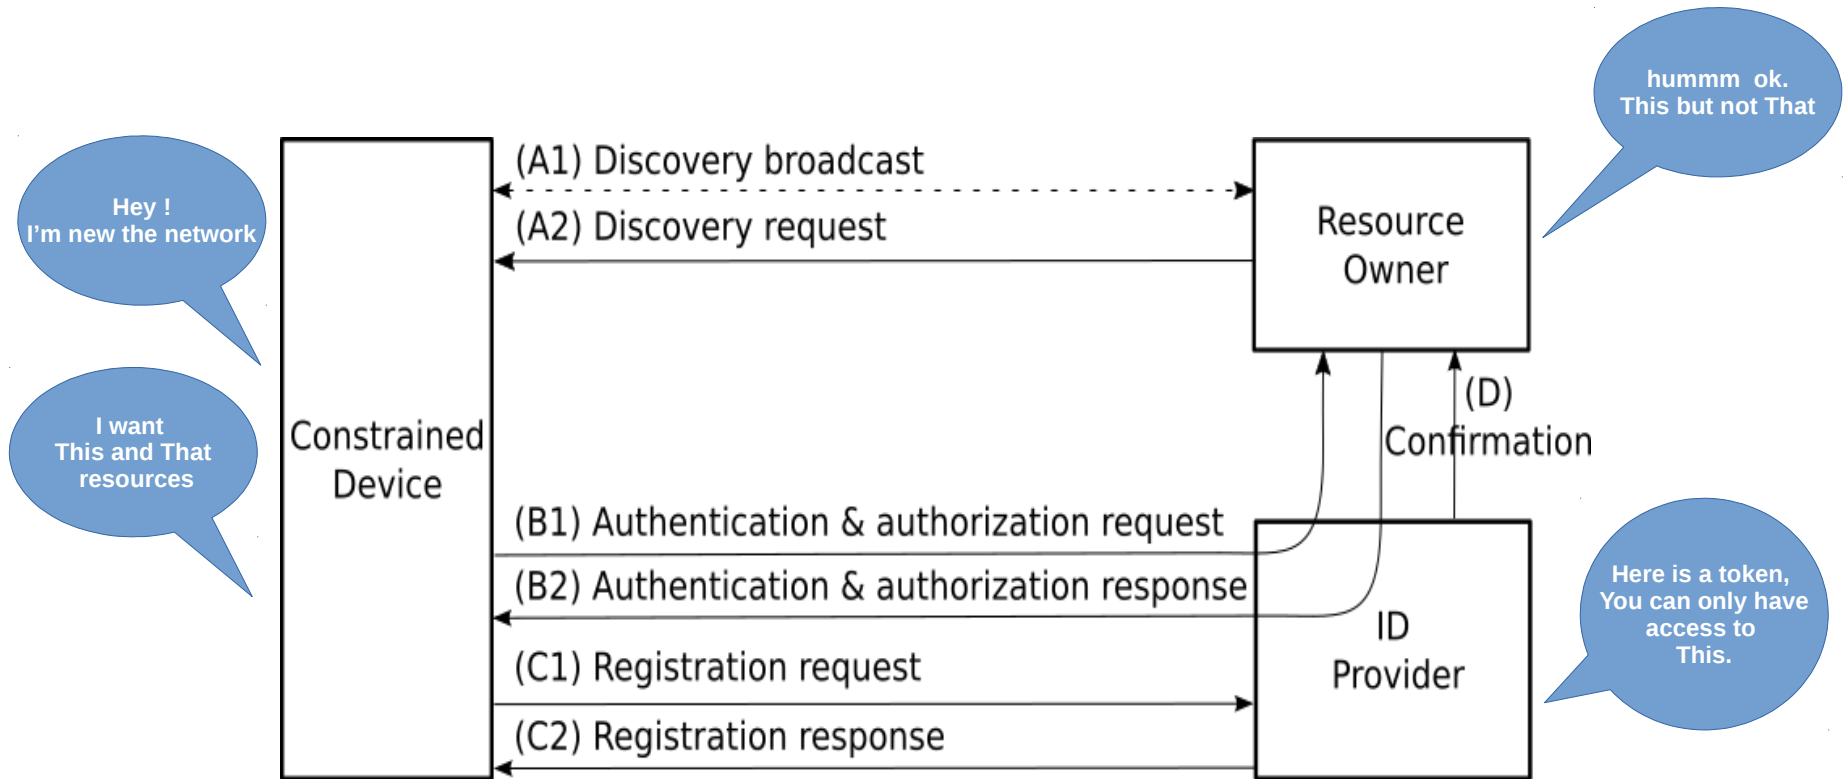 hummm  ok.
This but not That
Hey !
I'm new the network
(A1) Discovery broadcast
(A2) Discovery request
Resource
Owner
I want
This and That
resources
Constrained
Device
(D)
Confirmation
(B1) Authentication & authorization request
(B2) Authentication & authorization response
(C1) Registration request
(C2) Registration response
ID
Provider
Here is a token,
You can only have
access to
This.